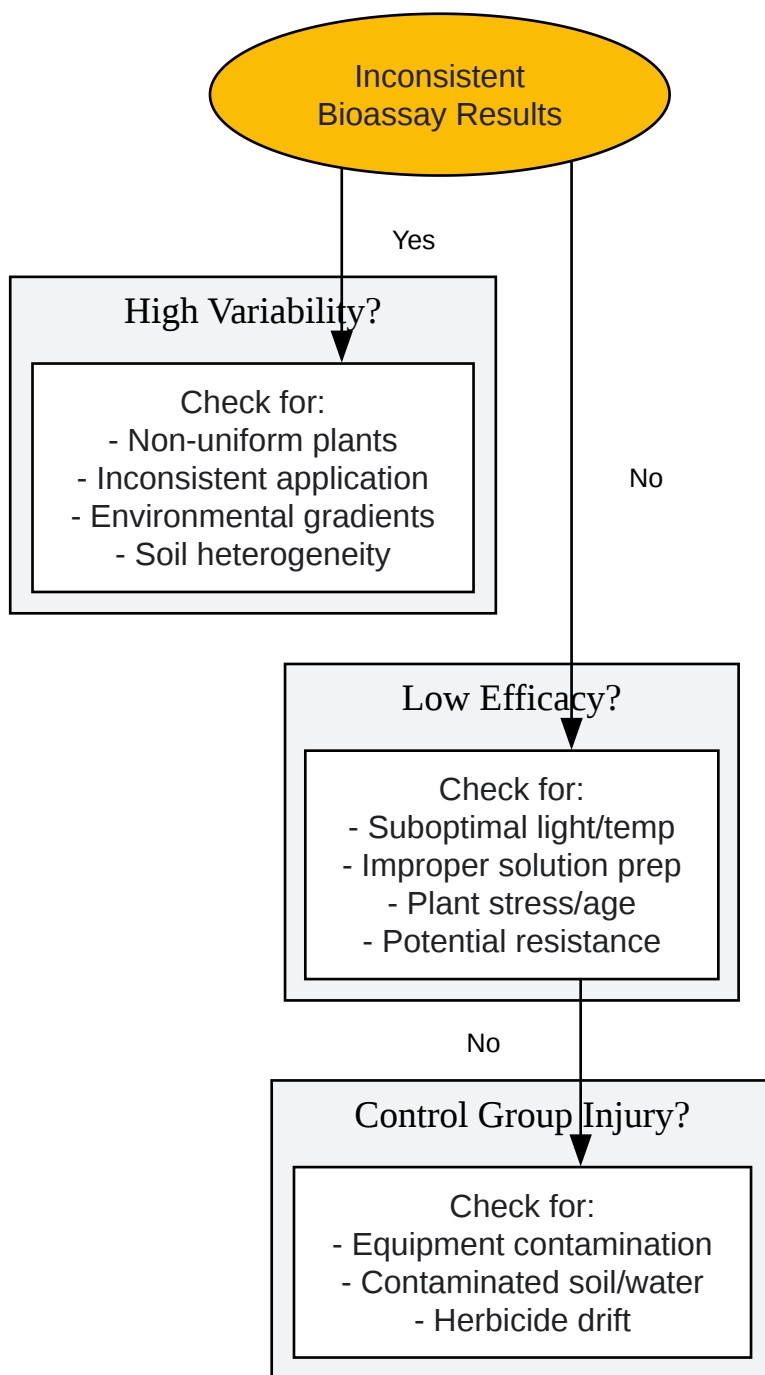 Inconsistent
Bioassay Results
Yes
High Variability?
Check for:
- Non-uniform plants
- Inconsistent application
- Environmental gradients
- Soil heterogeneity
No
Low Efficacy?
Check for:
- Suboptimal light/temp
- Improper solution prep
- Plant stress/age
- Potential resistance
No
Control Group Injury?
Check for:
- Equipment contamination
- Contaminated soil/water
- Herbicide drift